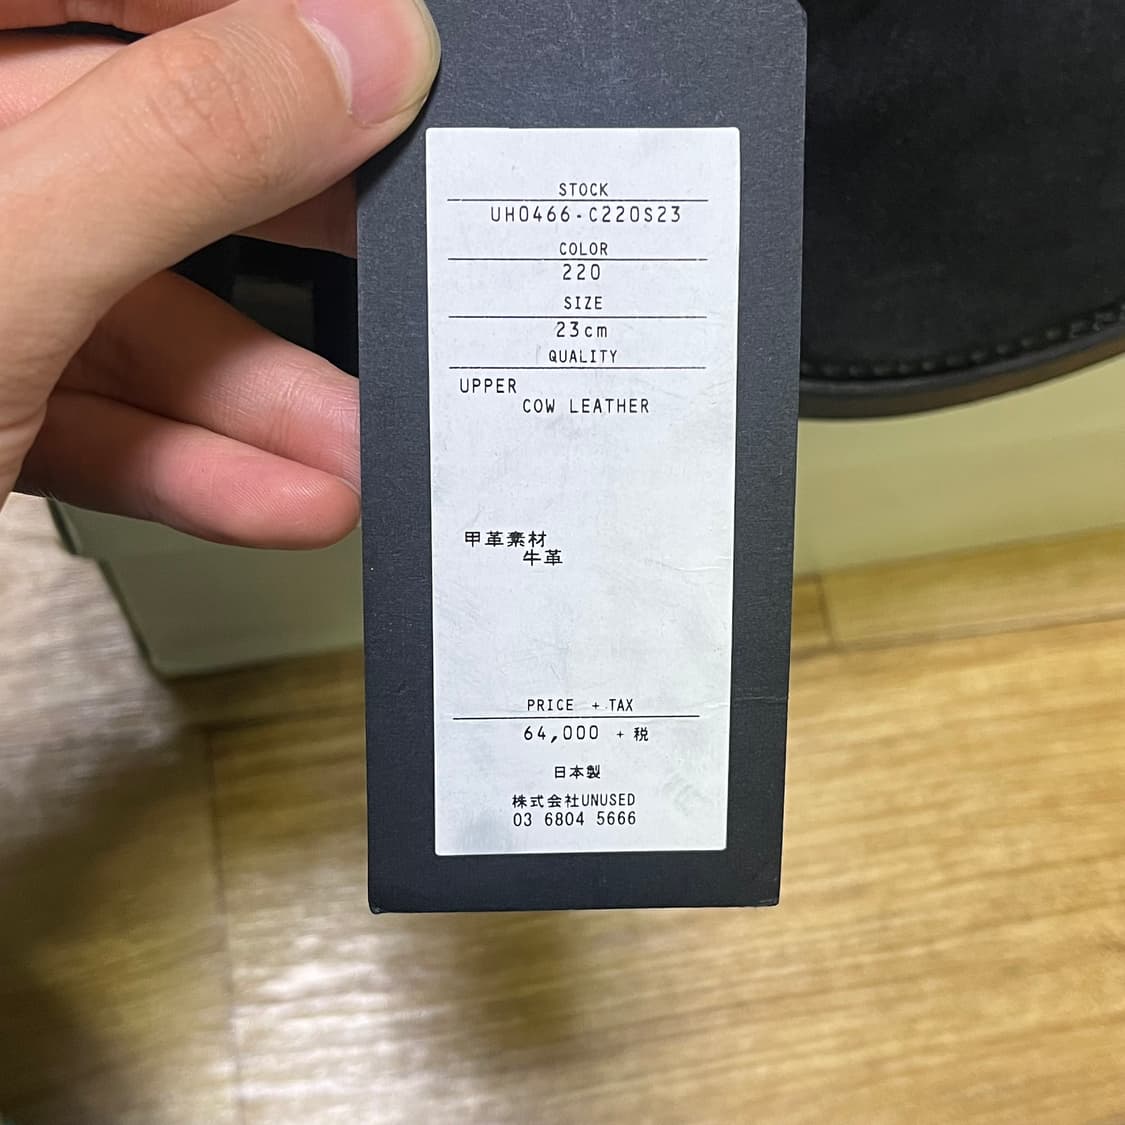 STOCK
UH0466-C220S23
COLOR
220
SIZE
23cm
QUALITY
UPPER
COW LEATHER
甲革素材
牛革
PRICE + TAX
64,000 + 税
日本製
株式会社UNUSED
03 6804 5666